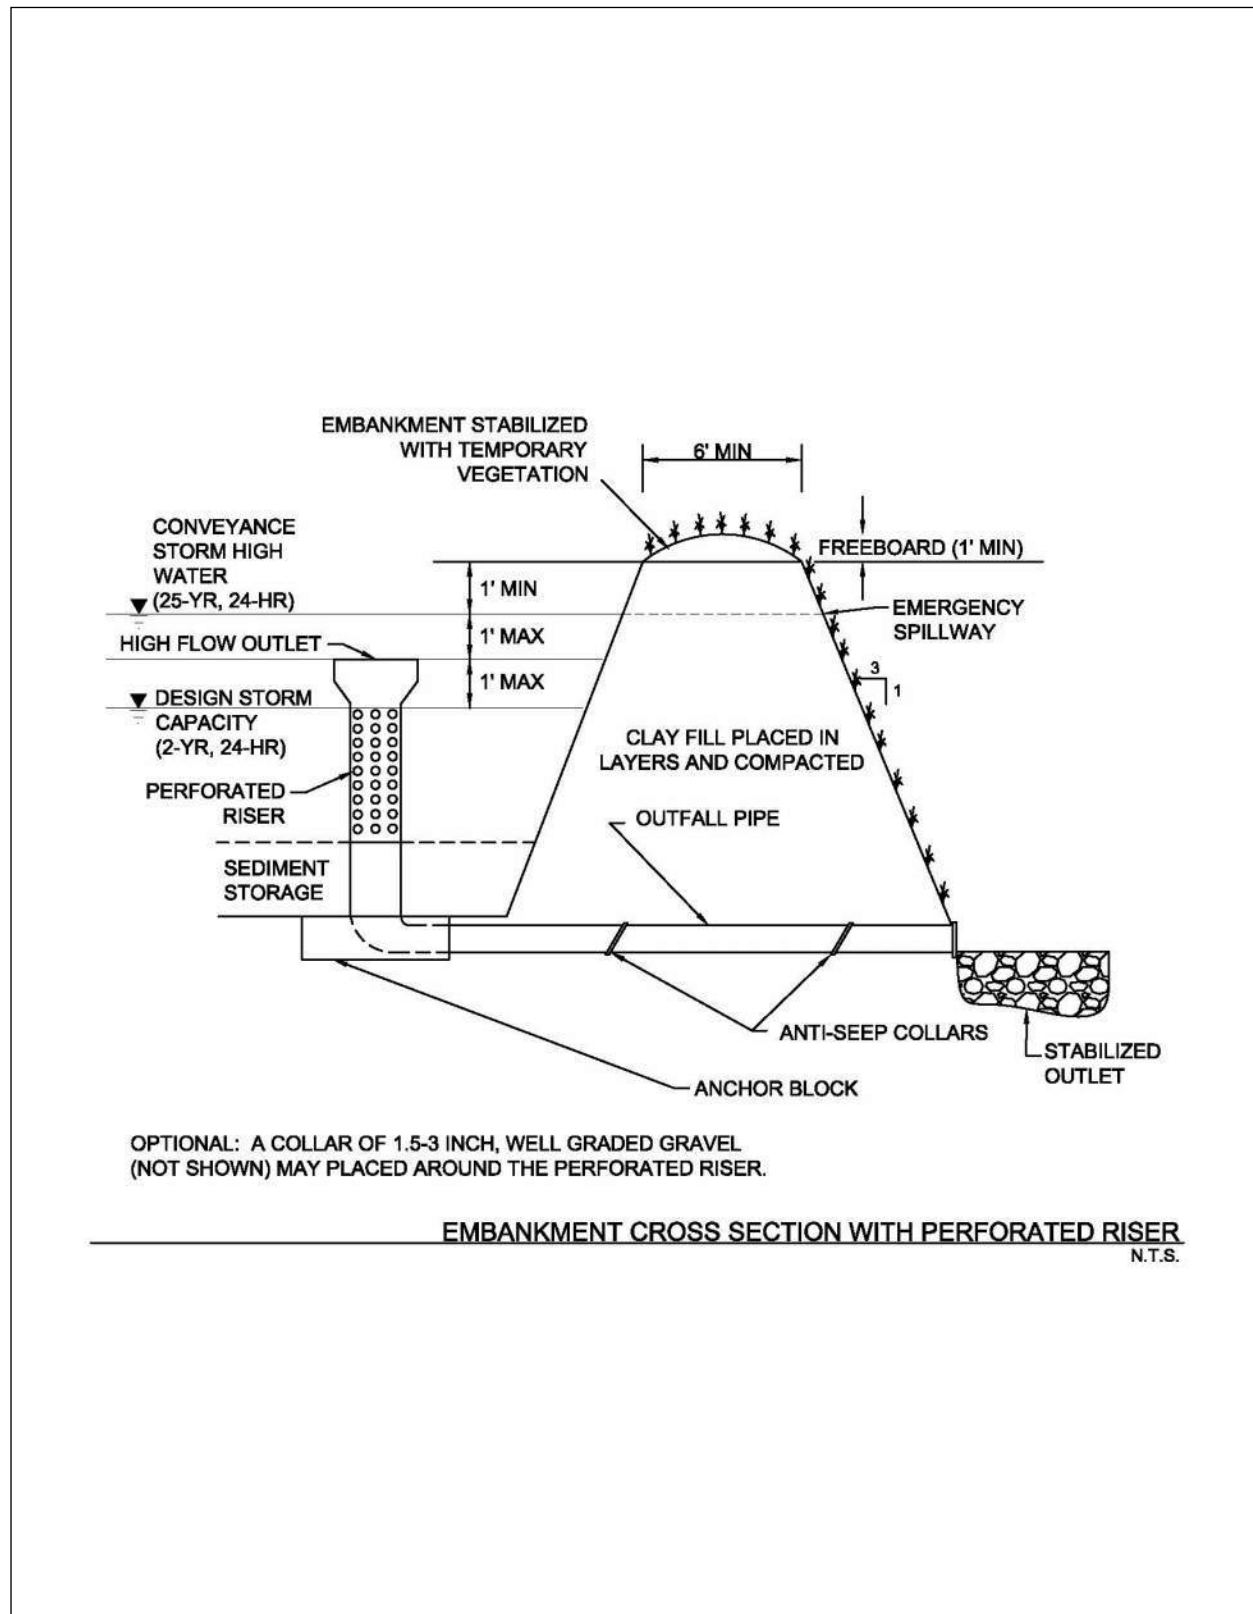 EMBANKMENT STABILIZED
WITH TEMPORARY
VEGETATION
6' MIN
CONVEYANCE
STORM HIGH
WATER
(25-YR, 24-HR)
FREEBOARD (1' MIN)
1' MIN
EMERGENCY
SPILLWAY
HIGH FLOW OUTLET
1' MAX
1' MAX
3
1
DESIGN STORM
CAPACITY
(2-YR, 24-HR)
CLAY FILL PLACED IN
LAYERS AND COMPACTED
PERFORATED
RISER
OUTFALL PIPE
SEDIMENT
STORAGE
ANTI-SEEP COLLARS
STABILIZED
OUTLET
ANCHOR BLOCK
OPTIONAL: A COLLAR OF 1.5-3 INCH, WELL GRADED GRAVEL
(NOT SHOWN) MAY PLACED AROUND THE PERFORATED RISER.
EMBANKMENT CROSS SECTION WITH PERFORATED RISER
N.T.S.